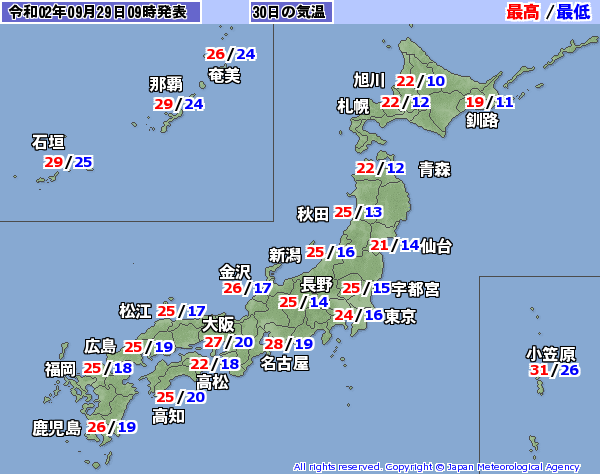 令和02年09月29日09時発表 30日の気温 最高/最低
26/24
奄美
那覇
29/24
石垣
29/25
旭川 22/10
札幌 22/12
19/11
釧路
22/12 青森
秋田 25/13
21/14 仙台
新潟 25/16
金沢
26/17
長野
25/14
25/15 宇都宮
24/16 東京
松江 25/17
大阪
27/20
広島 25/19
28/19
名古屋
福岡 25/18
22/18
高松
25/20
高知
鹿児島 26/19
小笠原
31/26
All rights reserved. Copyright © Japan Meteorological Agency